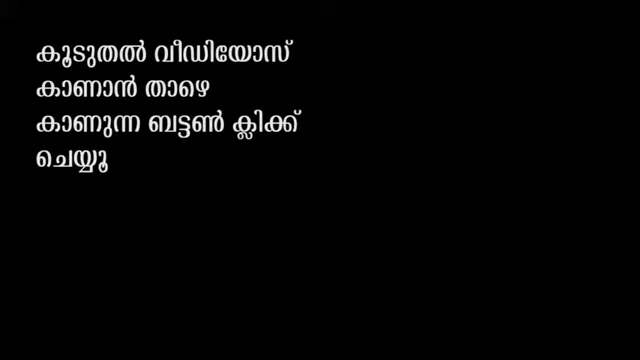 കൂടുതൽ വീഡിയോസ്
കാണാൻ താഴെ
കാണുന്ന ബട്ടൺ ക്ലിക്ക്
ചെയ്യൂ